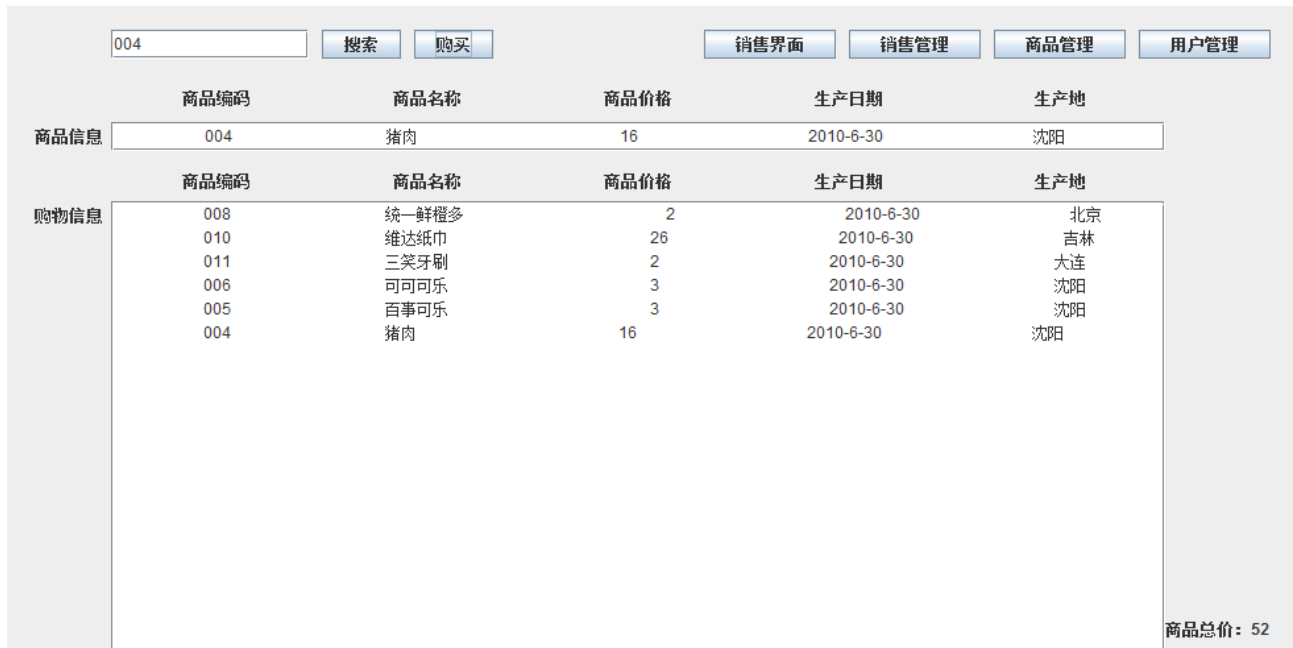 004 搜索 购买 销售界面 销售管理 商品管理 用户管理
商品编码 商品名称 商品价格 生产日期 生产地
商品信息 004 猪肉 16 2010-6-30 沈阳
商品编码 商品名称 商品价格 生产日期 生产地
购物信息 008 统一鲜橙多 2 2010-6-30 北京
010 维达纸巾 26 2010-6-30 吉林
011 三笑牙刷 2 2010-6-30 大连
006 可可可乐 3 2010-6-30 沈阳
005 百事可乐 3 2010-6-30 沈阳
004 猪肉 16 2010-6-30 沈阳
商品总价：52